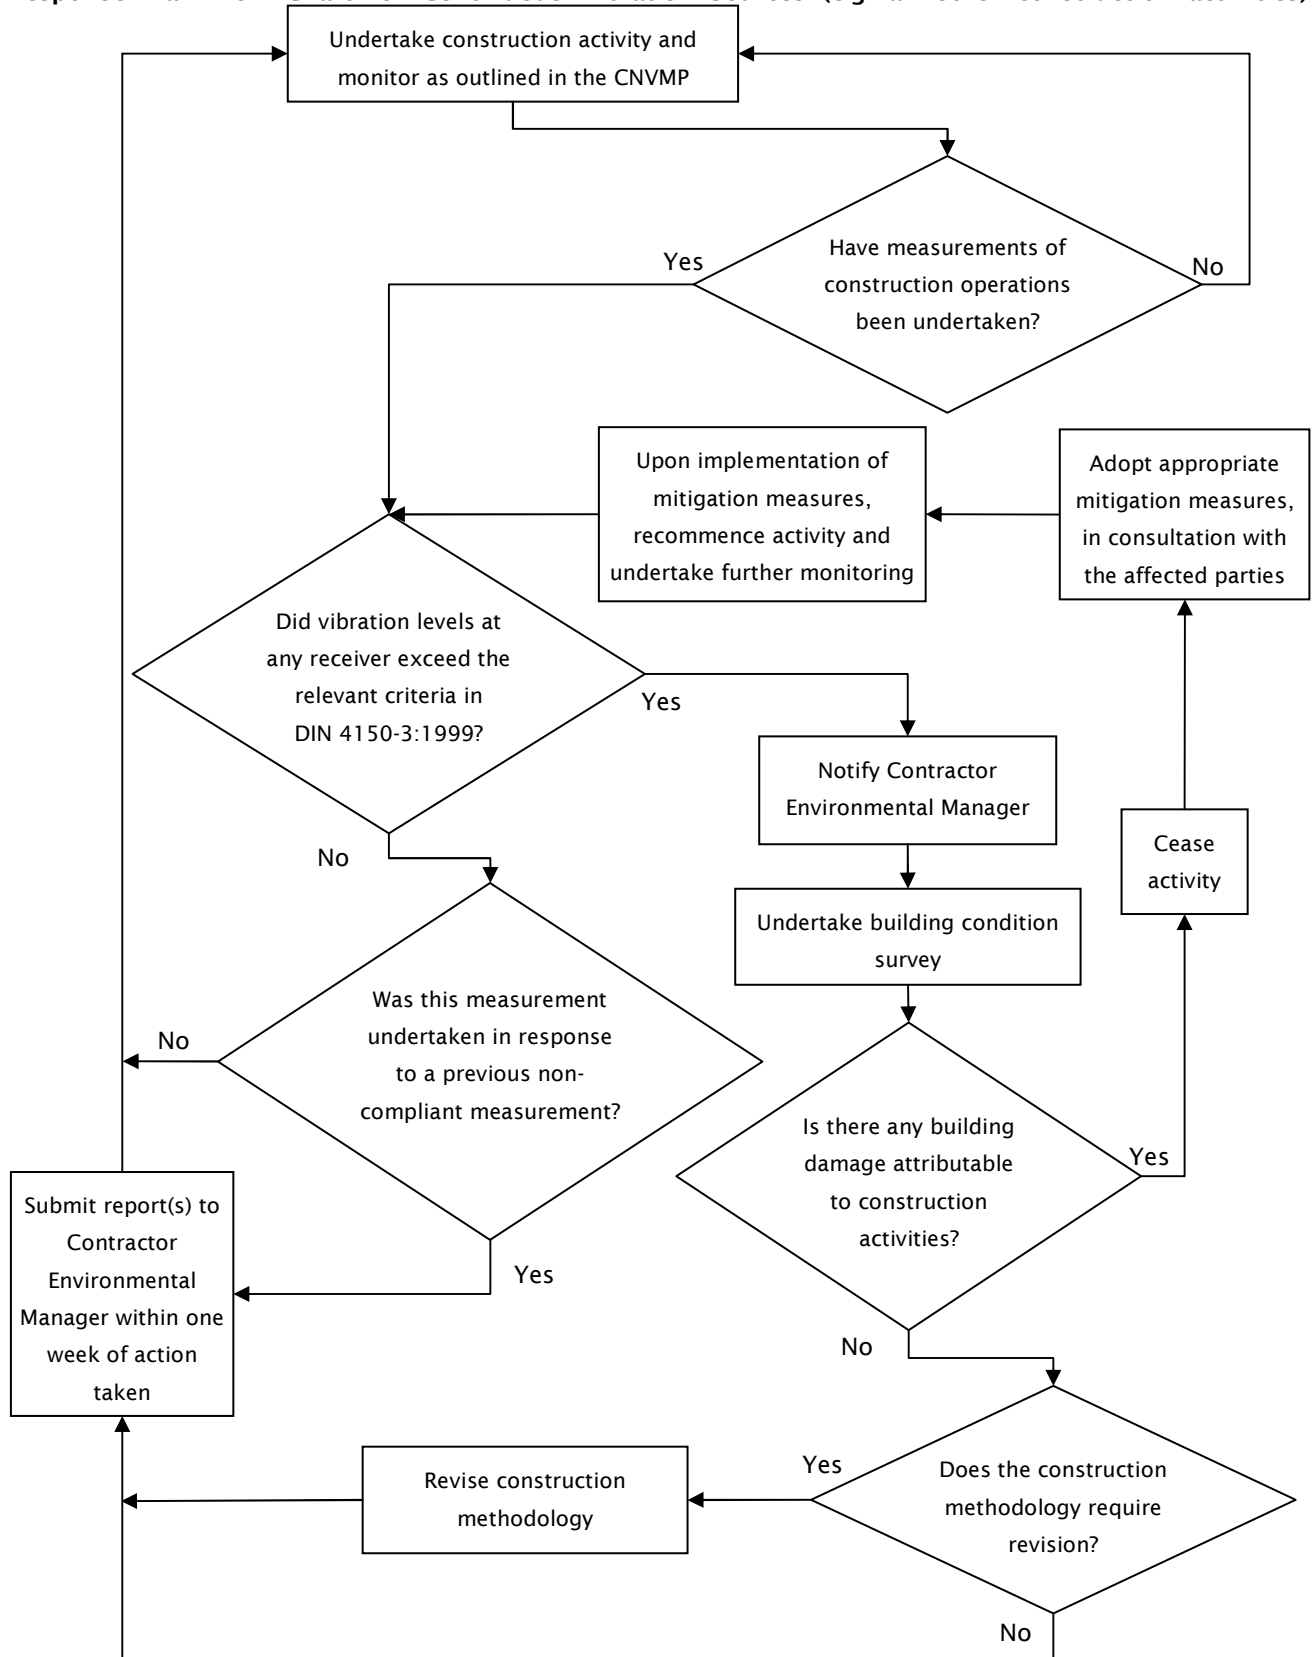 Undertake construction activity and
monitor as outlined in the CNVMP
Have measurements of
construction operations
been undertaken?
Yes
No
Upon implementation of
mitigation measures,
recommence activity and
undertake further monitoring
Adopt appropriate
mitigation measures,
in consultation with
the affected parties
Did vibration levels at
any receiver exceed the
relevant criteria in
DIN 4150-3:1999?
Yes
No
Notify Contractor
Environmental Manager
Cease
activity
Undertake building condition
survey
Was this measurement
undertaken in response
to a previous non-
compliant measurement?
No
Yes
Is there any building
damage attributable
to construction
activities?
Yes
No
Submit report(s) to
Contractor
Environmental
Manager within one
week of action
taken
Revise construction
methodology
Yes
Does the construction
methodology require
revision?
No